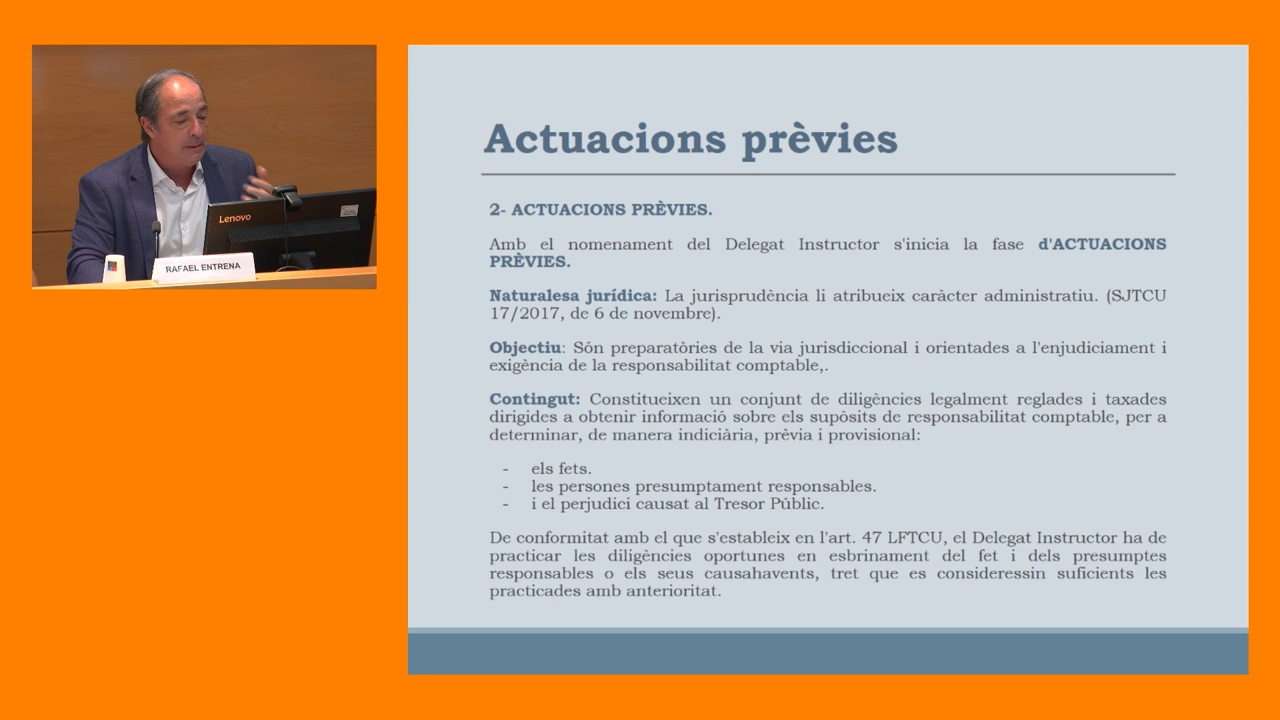 Lenovo
RAFAEL ENTRENA
Actuacions prèvies
2- ACTUACIONS PRÈVIES.
Amb el nomenament del Delegat Instructor s'inicia la fase d'ACTUACIONS
PRÈVIES.
Naturalesa jurídica: La jurisprudència li atribueix caràcter administratiu. (SJTCU
17/2017, de 6 de novembre).
Objectiu: Són preparatòries de la via jurisdiccional i orientades a l'enjudiciament i
exigència de la responsabilitat comptable,.
Contingut: Constitueixen un conjunt de diligències legalment reglades i taxades
dirigides a obtenir informació sobre els supòsits de responsabilitat comptable, per a
determinar, de manera indiciària, prèvia i provisional:
- els fets.
- les persones presumptament responsables.
- i el perjudici causat al Tresor Públic.
De conformitat amb el que s'estableix en l'art. 47 LFTCU, el Delegat Instructor ha de
practicar les diligències oportunes en esbrinament del fet i dels presumptes
responsables o els seus causahavents, tret que es consideressin suficients les
practicades amb anterioritat.